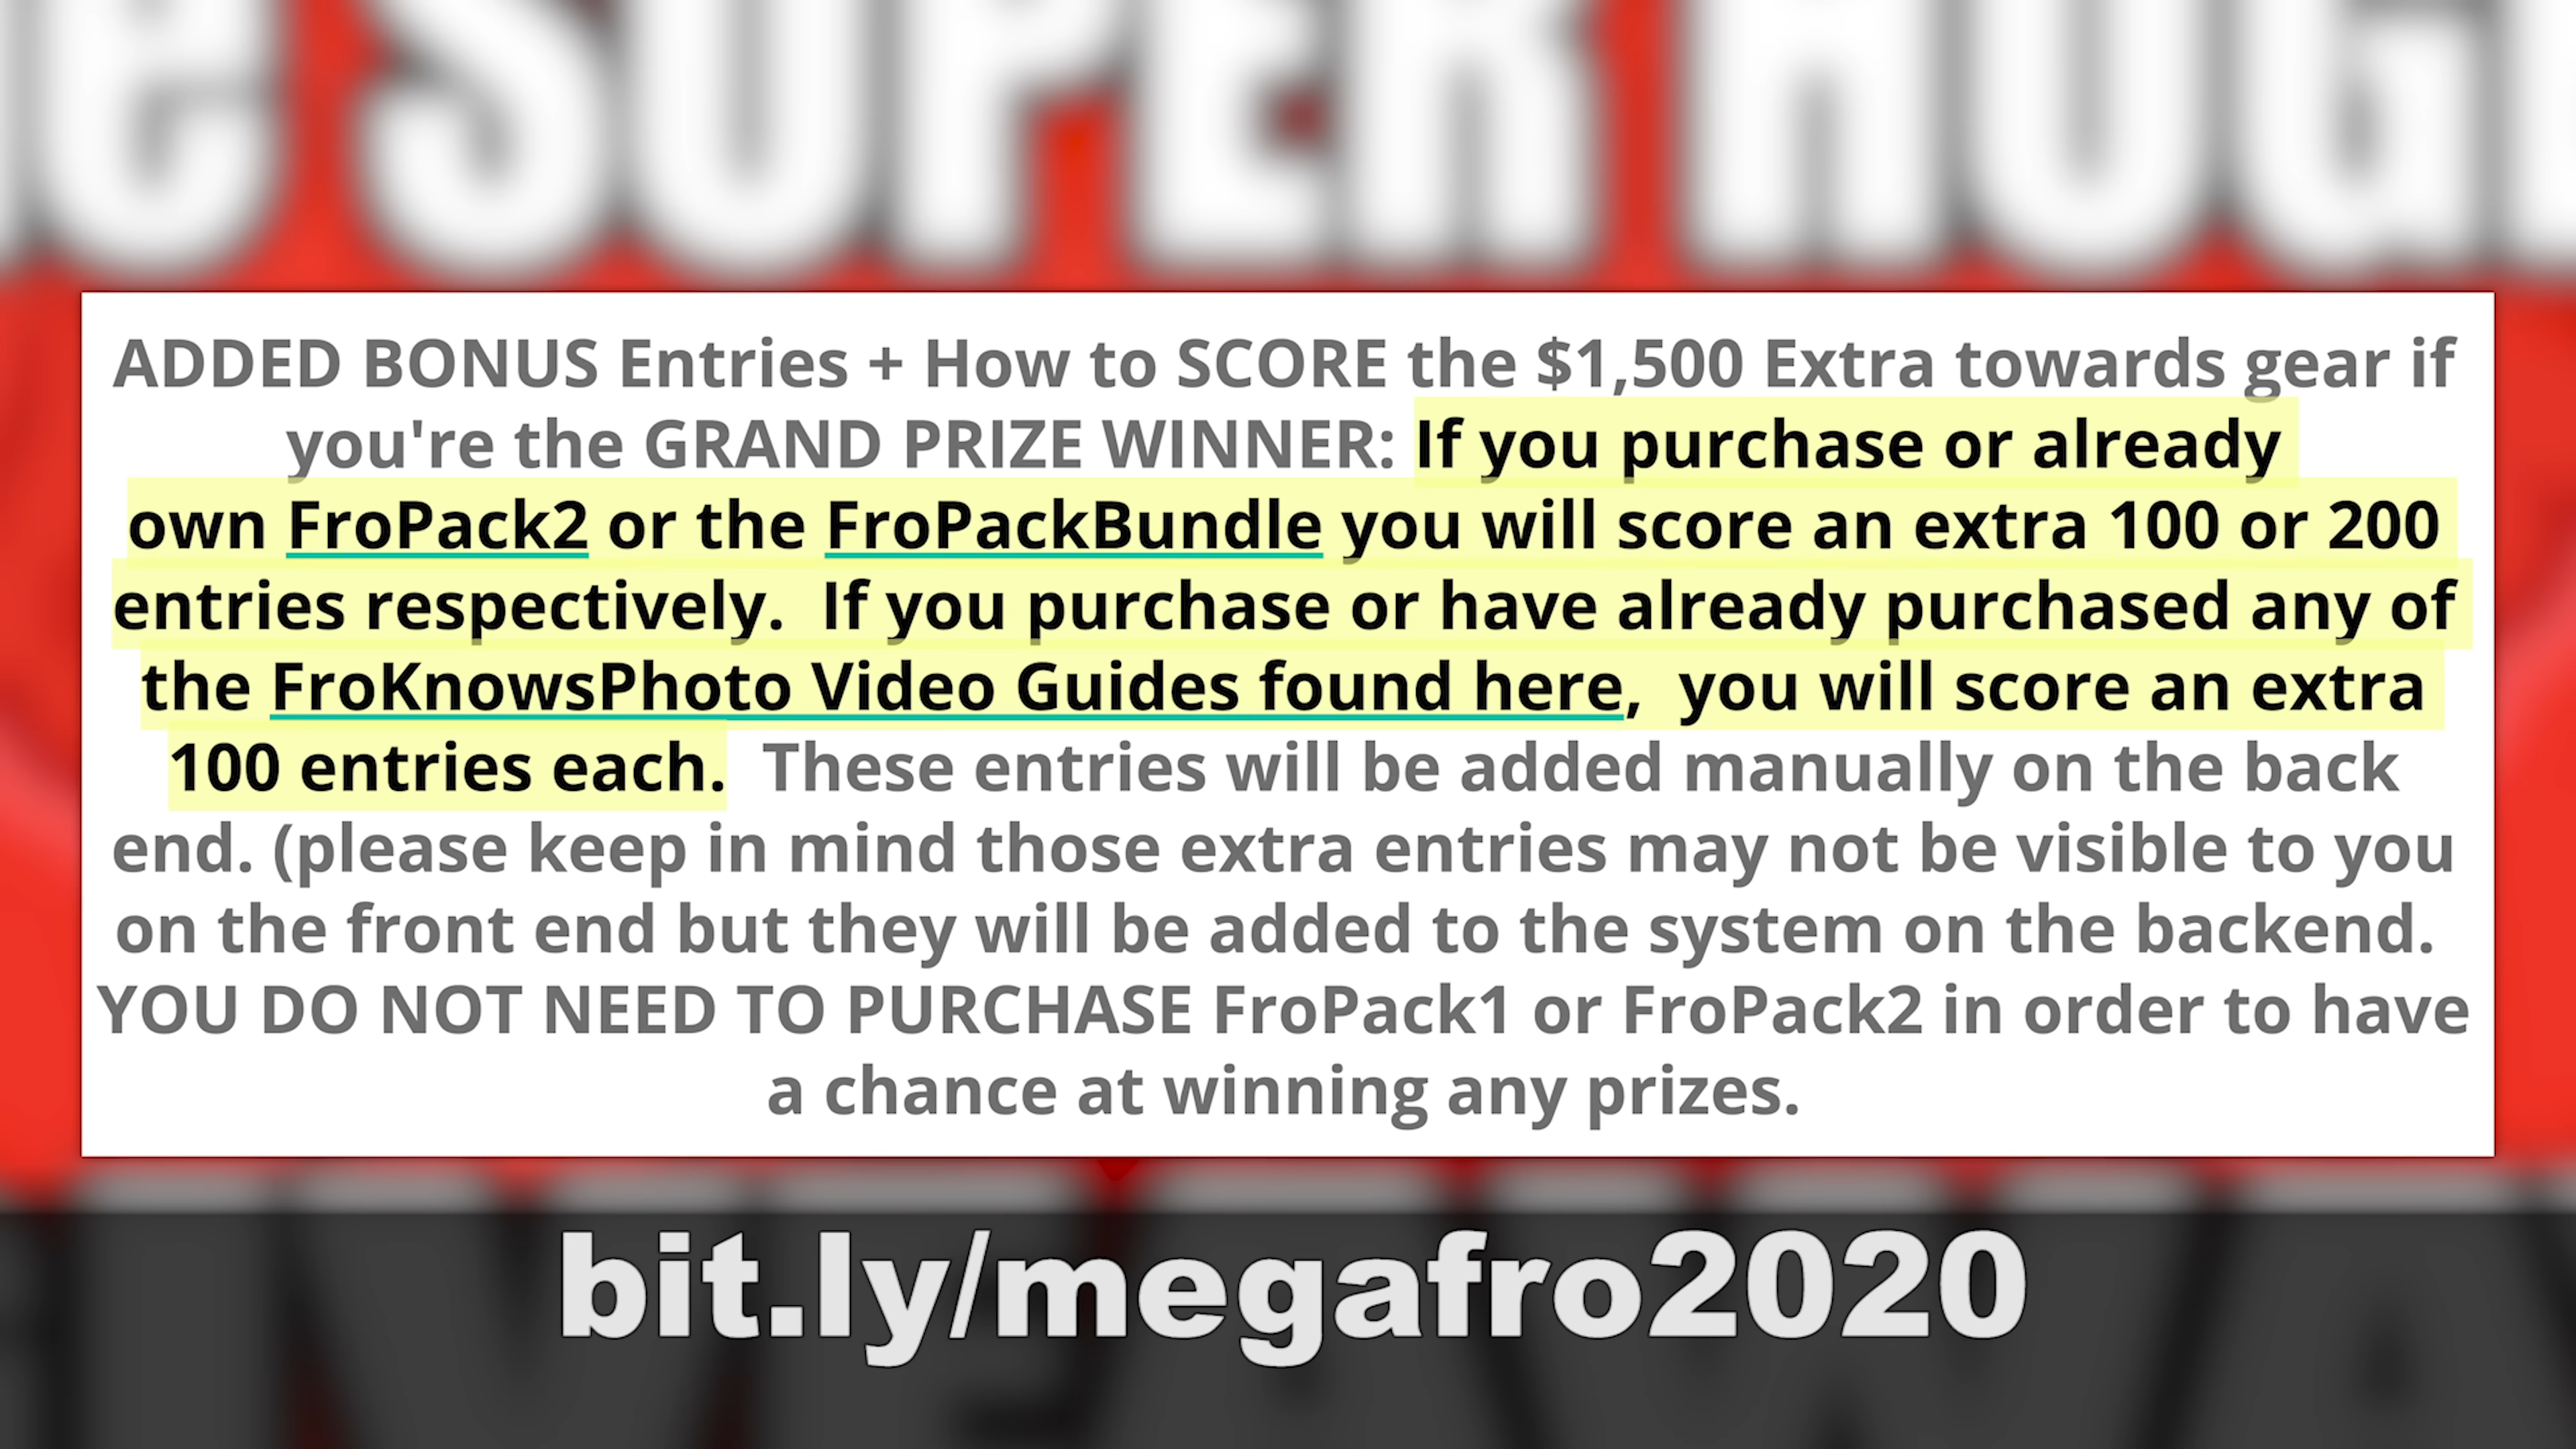 e SUPER HUG
ADDED BONUS Entries + How to SCORE the $1,500 Extra towards gear if
you're the GRAND PRIZE WINNER: If you purchase or already
own FroPack2 or the FroPackBundle you will score an extra 100 or 200
entries respectively.  If you purchase or have already purchased any of
the FroKnowsPhoto Video Guides found here,  you will score an extra
100 entries each.  These entries will be added manually on the back
end. (please keep in mind those extra entries may not be visible to you
on the front end but they will be added to the system on the backend.
YOU DO NOT NEED TO PURCHASE FroPack1 or FroPack2 in order to have
a chance at winning any prizes.
bit.ly/megafro2020